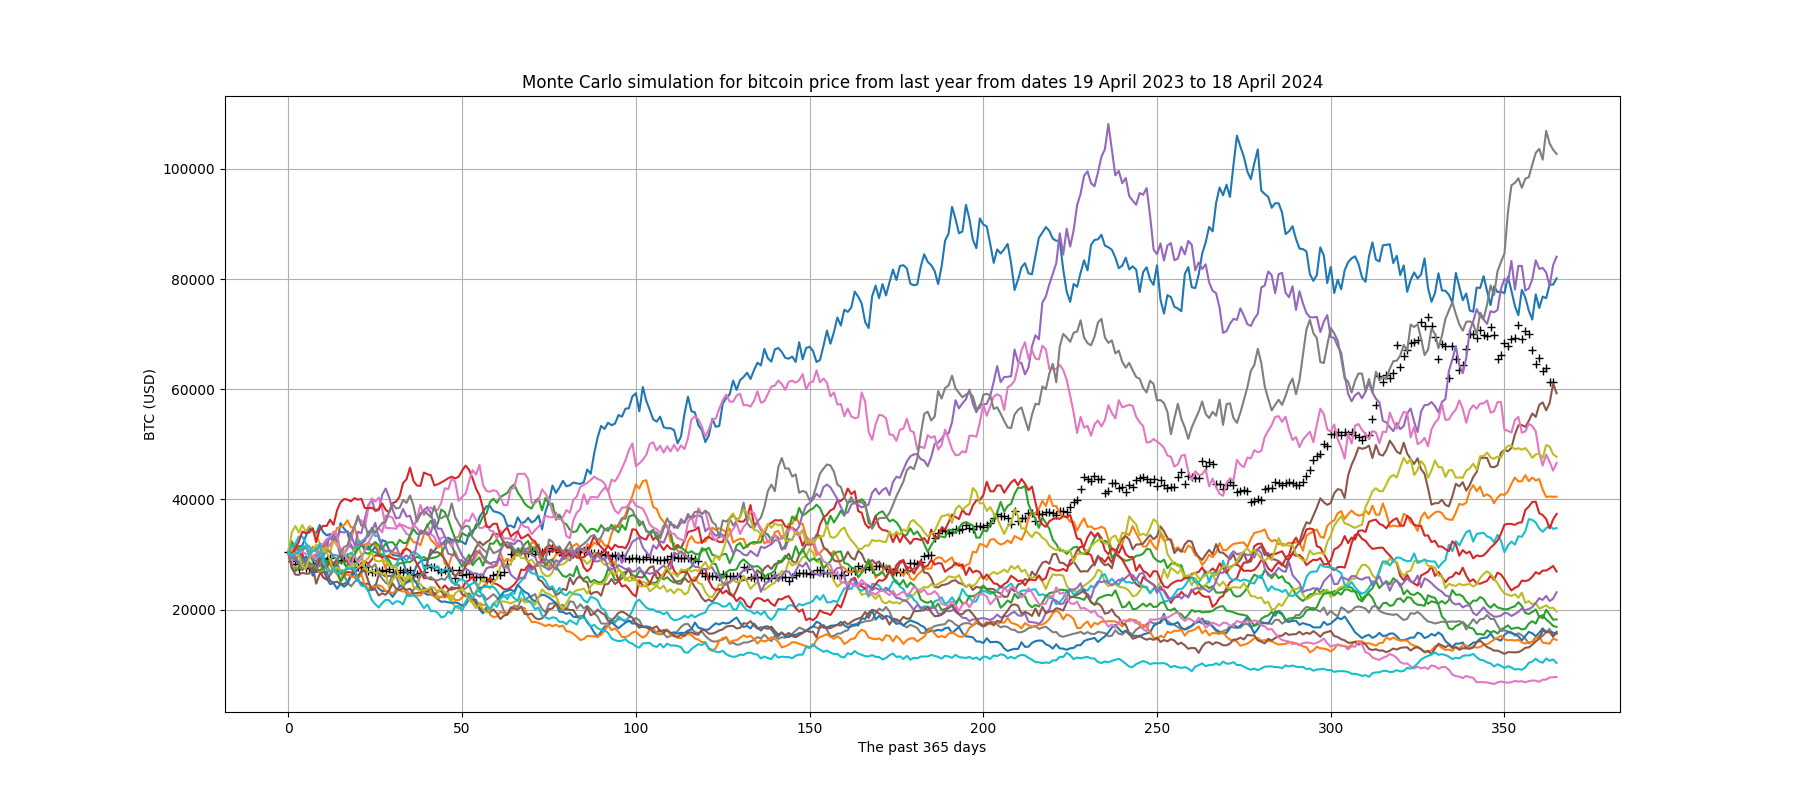 Monte Carlo simulation for bitcoin price from last year from dates 19 April 2023 to 18 April 2024
100000
80000
60000
40000
20000
BTC (USD)
0 50 100 150 200 250 300 350
The past 365 days